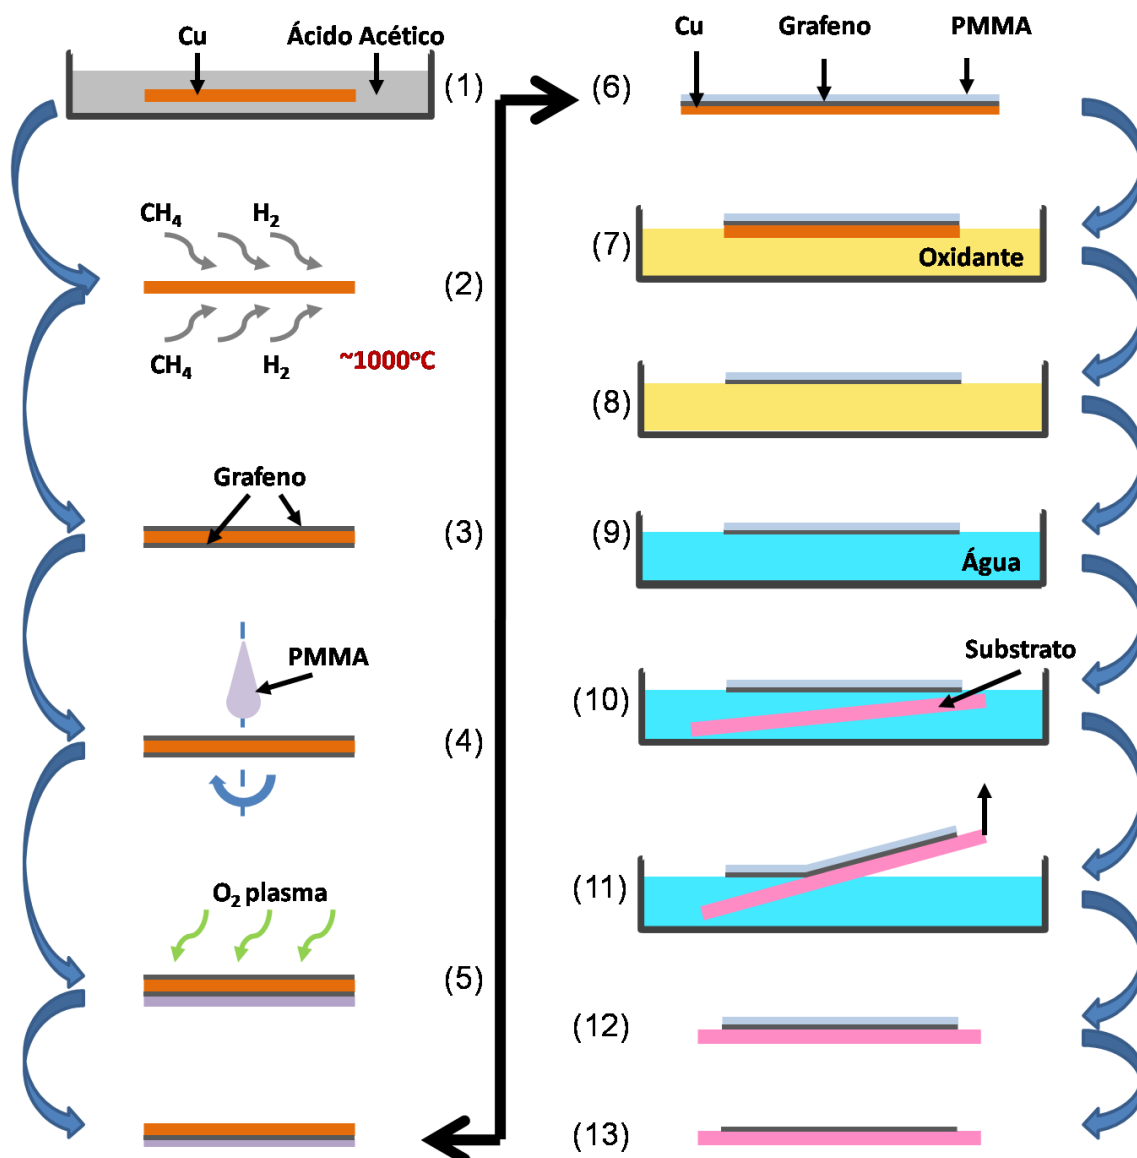 Cu
Ácido Acético
(1)
CH4
H2
(2)
CH4
H2
~1000ºC
Grafeno
(3)
PMMA
(4)
O2 plasma
(5)
Cu
Grafeno
PMMA
(6)
(7)
Oxidante
(8)
(9)
Água
Substrato
(10)
(11)
(12)
(13)